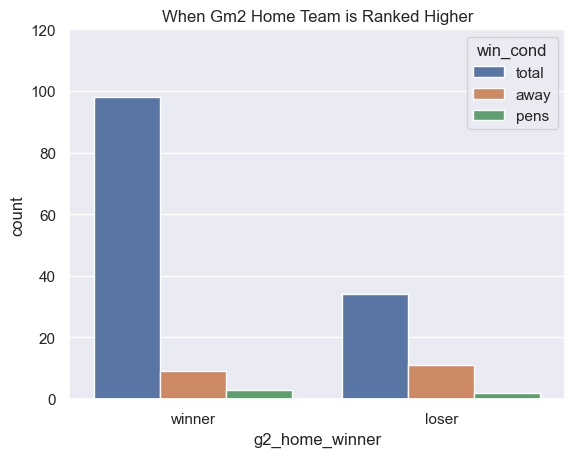 When Gm2 Home Team is Ranked Higher
120
100
80
60
40
20
0
count
win_cond
total
away
pens
winner
loser
g2_home_winner